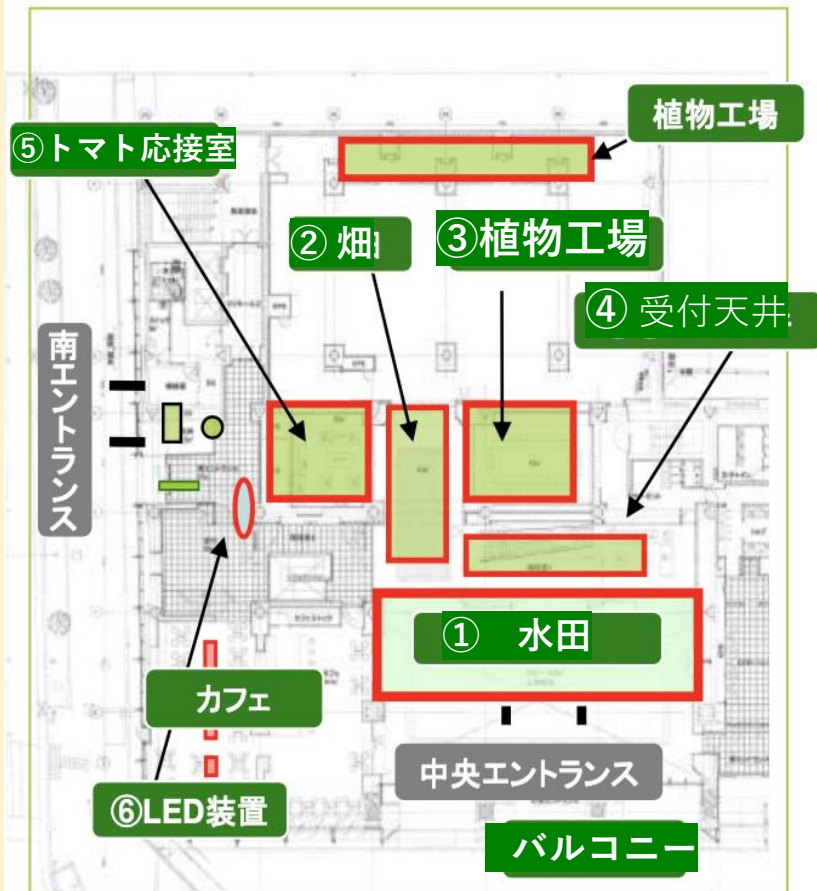 植物工場
⑤トマト応接室
② 畑
③植物工場
④ 受付天井
南エントランス
① 水田
カフェ
中央エントランス
⑥LED装置
バルコニー